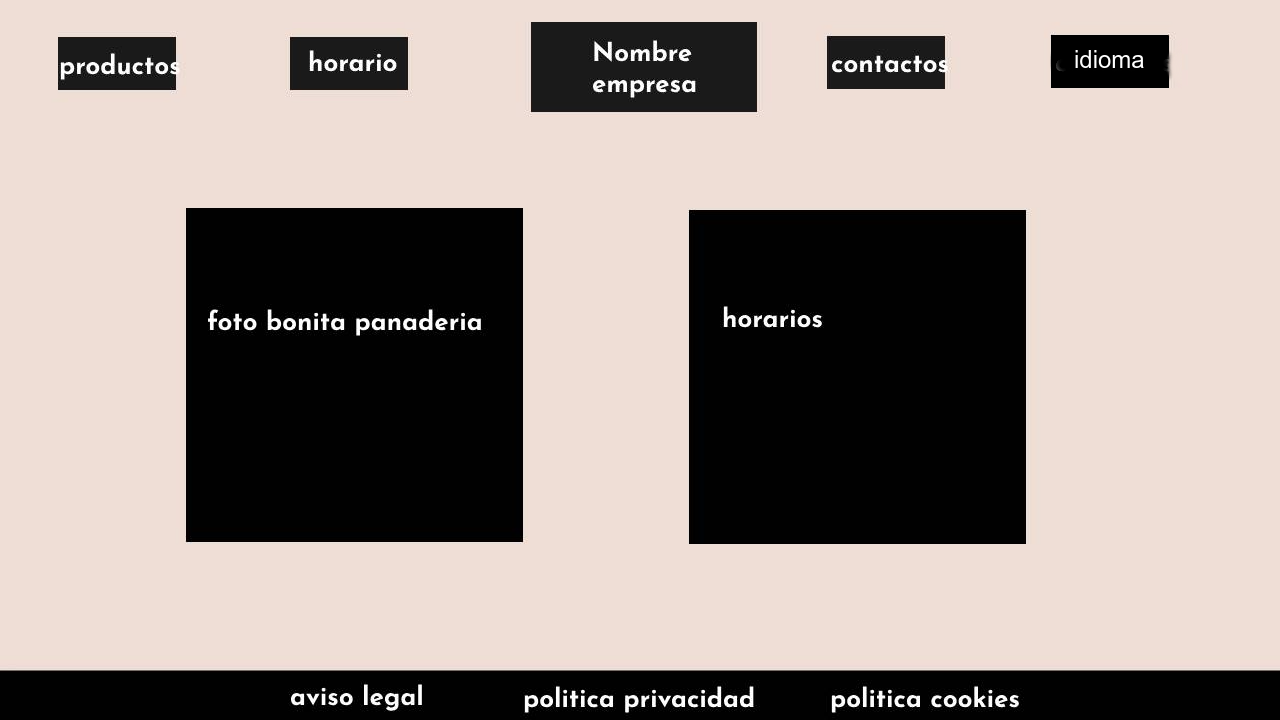 productos
horario
Nombre
empresa
contactos
idioma
foto bonita panaderia
horarios
aviso legal
politica privacidad
politica cookies